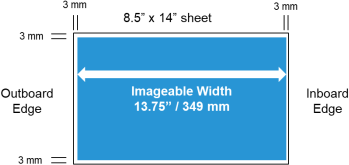 3 mm
3 mm
8.5” x 14” sheet
3 mm
Outboard
Edge
Imageable Width
13.75” / 349 mm
Inboard
Edge
3 mm